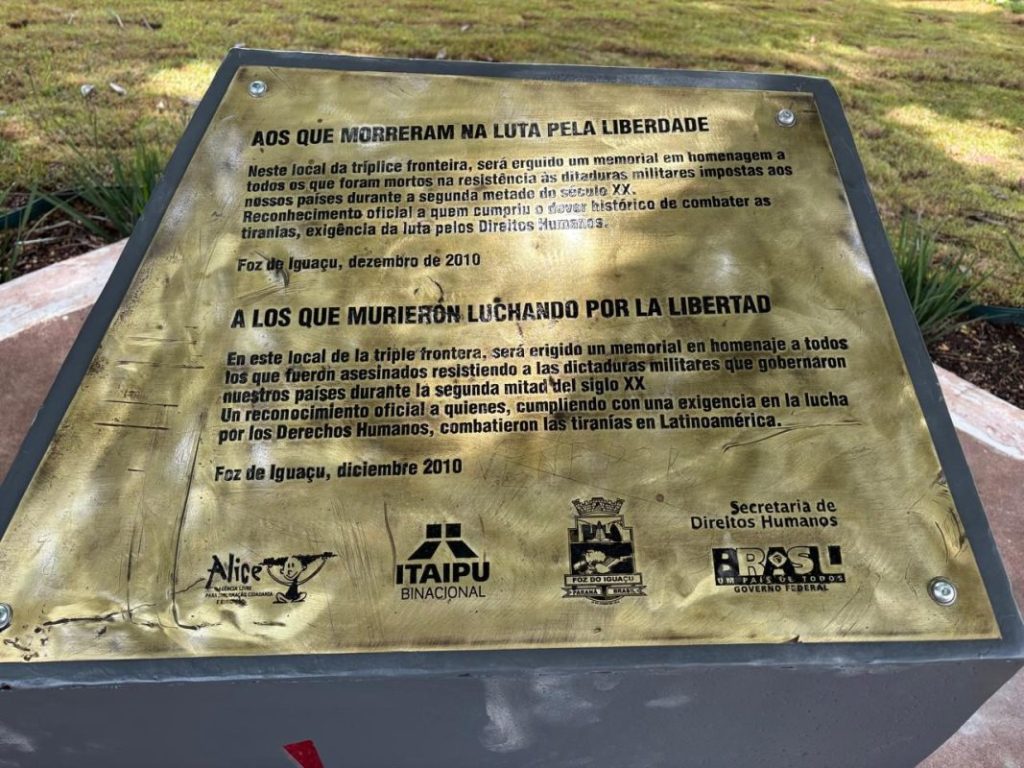 AOS QUE MORRERAM NA LUTA PELA LIBERDADE
Neste local da tríplice fronteira, será erguido um memorial em homenagem a
todos os que foram mortos na resistência às ditaduras militares impostas aos
nossos países durante a segunda metade do século XX.
Reconhecimento oficial a quem cumpriu o dever histórico de combater as
tiranias, exigência da luta pelos Direitos Humanos.
Foz de Iguaçu, dezembro de 2010
A LOS QUE MURIERON LUCHANDO POR LA LIBERTAD
En este local de la triple frontera, será erigido un memorial en homenaje a todos
los que fueron asesinados resistiendo a las dictaduras militares que gobernaron
nuestros países durante la segunda mitad del siglo XX
Un reconocimiento oficial a quienes, cumpliendo con una exigencia en la lucha
por los Derechos Humanos, combatieron las tiranías en Latinoamérica.
Foz de Iguaçu, diciembre 2010
Alice
ITAIPU
BINACIONAL
FOZ DO IGUAÇU
PARANÁ BRASIL
Secretaria de
Direitos Humanos
BRASIL
UM PAÍS DE TODOS
GOVERNO FEDERAL